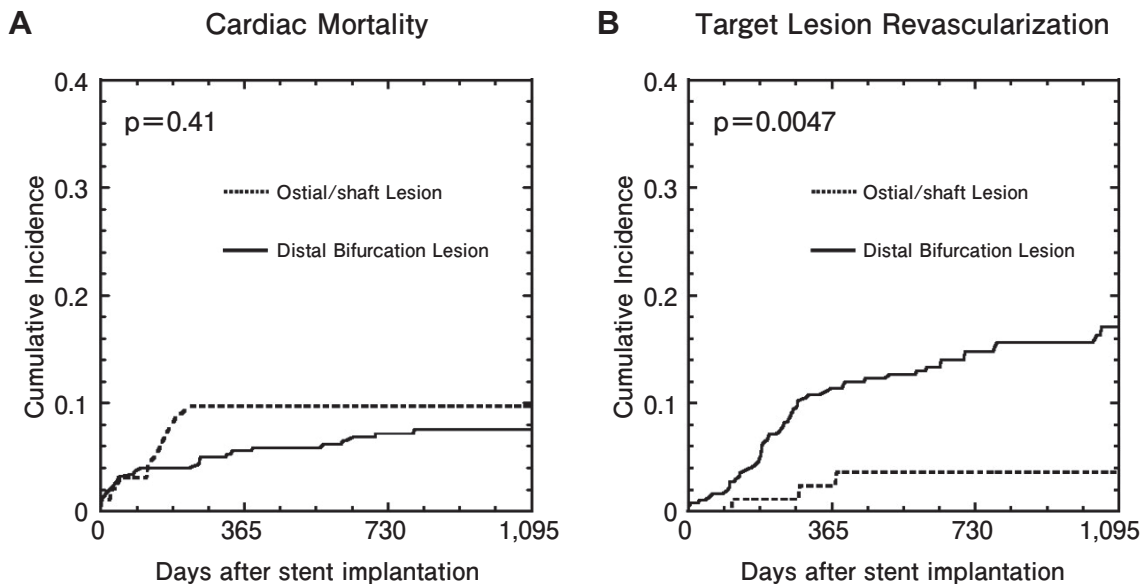 A Cardiac Mortality
0.4
p=0.41
0.3
Ostial/shaft Lesion
Distal Bifurcation Lesion
0.2
0.1
0
0 365 730 1,095
Cumulative Incidence
Days after stent implantation
B Target Lesion Revascularization
0.4
p=0.0047
0.3
Ostial/shaft Lesion
Distal Bifurcation Lesion
0.2
0.1
0
0 365 730 1,095
Cumulative Incidence
Days after stent implantation